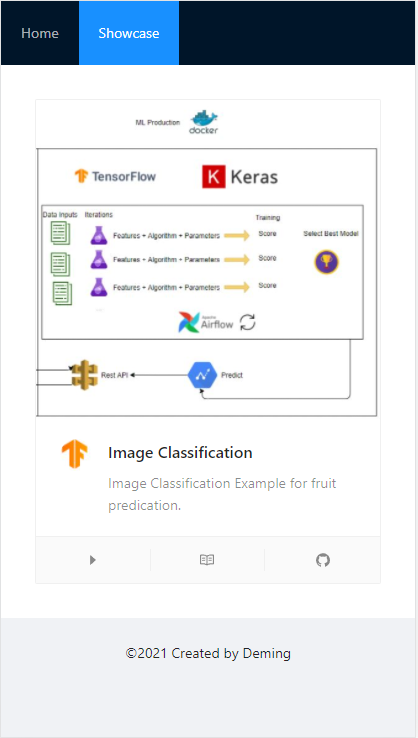 Home Showcase
ML Production docker
TensorFlow K Keras
Data Inputs Iterations
Training
Features + Algorithm + Parameters Score Select Best Model
Features + Algorithm + Parameters Score
Features + Algorithm + Parameters Score
Apache
Airflow
Rest API Predict
Image Classification
Image Classification Example for fruit
predication.
©2021 Created by Deming